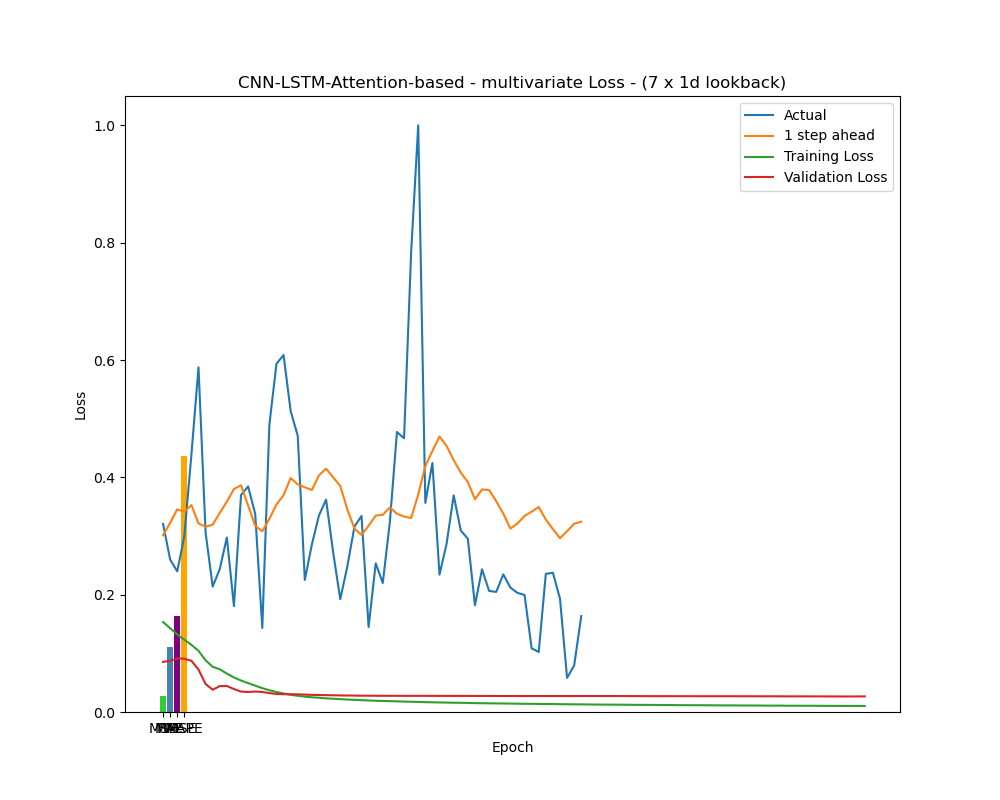 CNN-LSTM-Attention-based - multivariate Loss - (7 x 1d lookback)
Actual
1 step ahead
Training Loss
Validation Loss
1.0
0.8
0.6
0.4
0.2
0.0
Loss
Epoch